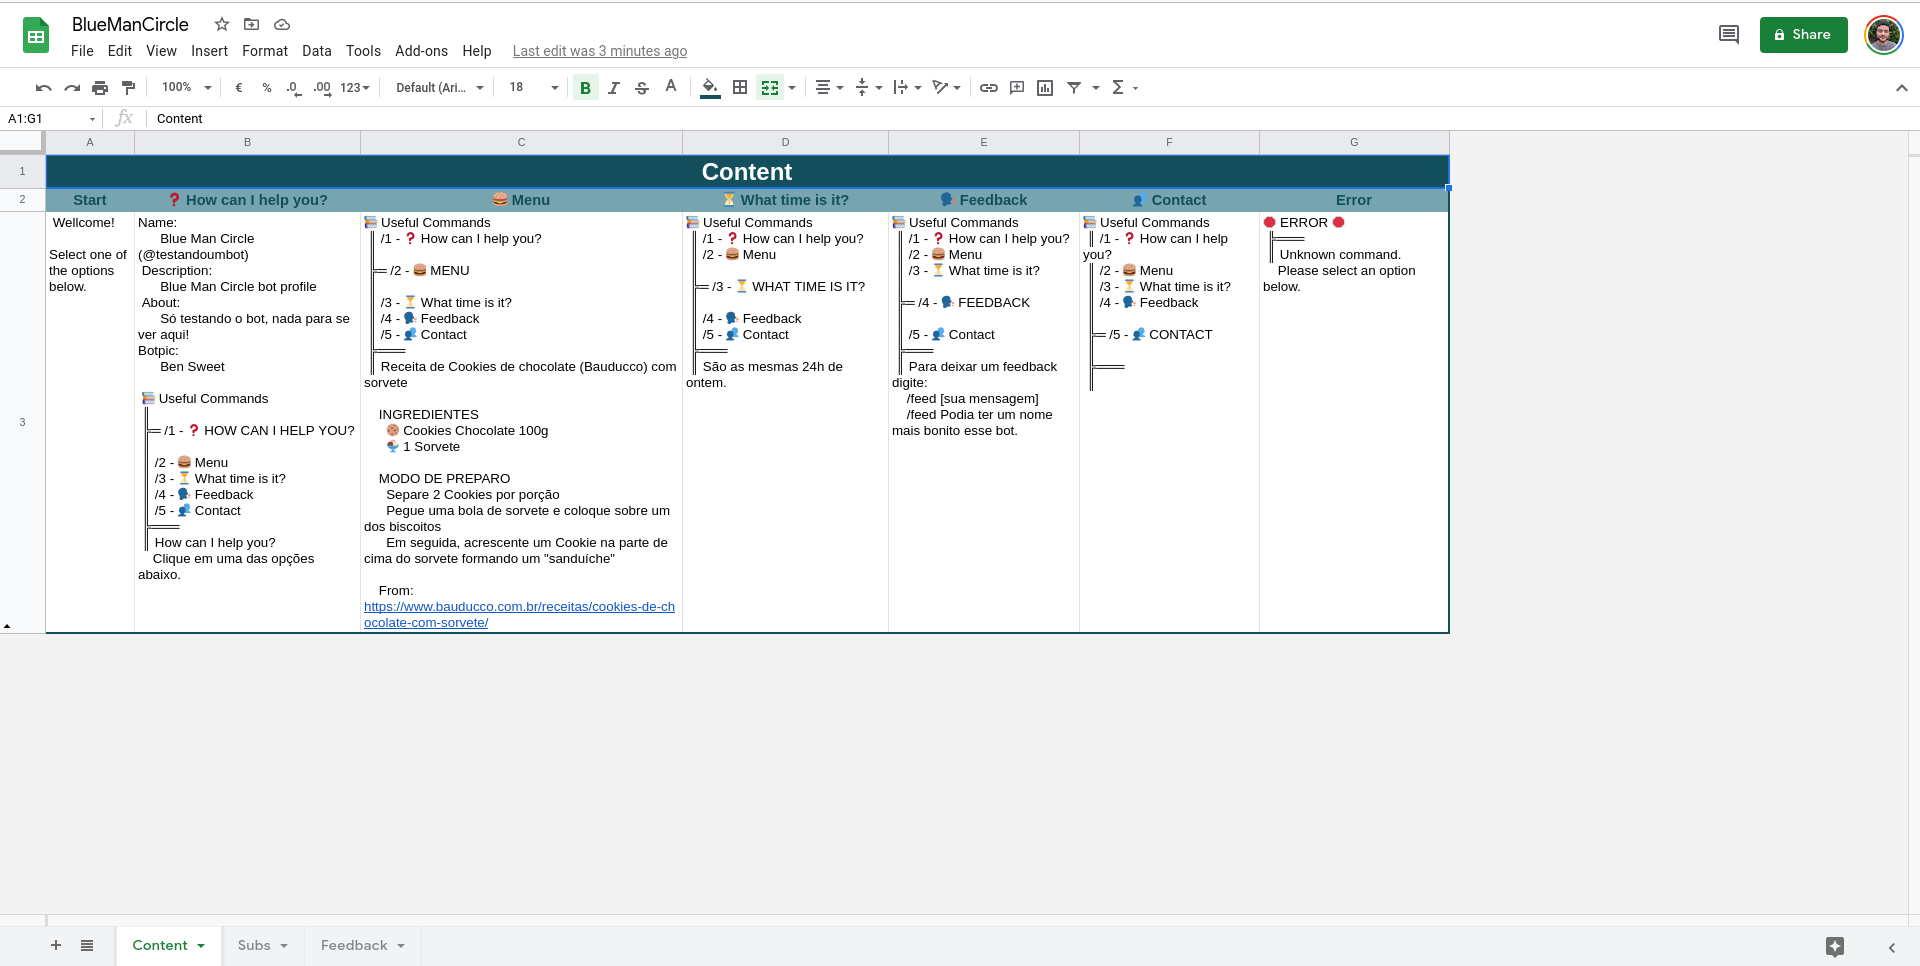 BlueManCircle
File Edit View Insert Format Data Tools Add-ons Help Last edit was 3 minutes ago
Share
100% € % .0 .00 123 Default (Ari... 18 B I S A
A1:G1 fx Content
A B C D E F G
1 Content
2 Start ❓ How can I help you? 🍔 Menu ⏳ What time is it? 🗣 Feedback 👥 Contact Error
3
Wellcome!
Select one of
the options
below.
Name:
Blue Man Circle
(@testandoumbot)
Description:
Blue Man Circle bot profile
About:
Só testando o bot, nada para se
ver aqui!
Botpic:
Ben Sweet
📚 Useful Commands
║
╠═ /1 - ❓ HOW CAN I HELP YOU?
║
║ /2 - 🍔 Menu
║ /3 - ⏳ What time is it?
║ /4 - 🗣 Feedback
║ /5 - 👥 Contact
╠════
║ How can I help you?
Clique em uma das opções
abaixo.
📚 Useful Commands
║ /1 - ❓ How can I help you?
║
╠═ /2 - 🍔 MENU
║
║ /3 - ⏳ What time is it?
║ /4 - 🗣 Feedback
║ /5 - 👥 Contact
╠════
║ Receita de Cookies de chocolate (Bauducco) com
sorvete
INGREDIENTES
🍪 Cookies Chocolate 100g
🍨 1 Sorvete
MODO DE PREPARO
Separe 2 Cookies por porção
Pegue uma bola de sorvete e coloque sobre um
dos biscoitos
Em seguida, acrescente um Cookie na parte de
cima do sorvete formando um "sanduíche"
From:
https://www.bauducco.com.br/receitas/cookies-de-ch
ocolate-com-sorvete/
📚 Useful Commands
║ /1 - ❓ How can I help you?
║ /2 - 🍔 Menu
║
╠═ /3 - ⏳ WHAT TIME IS IT?
║
║ /4 - 🗣 Feedback
║ /5 - 👥 Contact
╠════
║ São as mesmas 24h de
ontem.
📚 Useful Commands
║ /1 - ❓ How can I help you?
║ /2 - 🍔 Menu
║ /3 - ⏳ What time is it?
║
╠═ /4 - 🗣 FEEDBACK
║
║ /5 - 👥 Contact
╠════
║ Para deixar um feedback
digite:
/feed [sua mensagem]
/feed Podia ter um nome
mais bonito esse bot.
📚 Useful Commands
║ /1 - ❓ How can I help
you?
║ /2 - 🍔 Menu
║ /3 - ⏳ What time is it?
║ /4 - 🗣 Feedback
║
╠═ /5 - 👥 CONTACT
║
╠════
║
🛑 ERROR 🛑
╠════
║ Unknown command.
Please select an option
below.
Content Subs Feedback